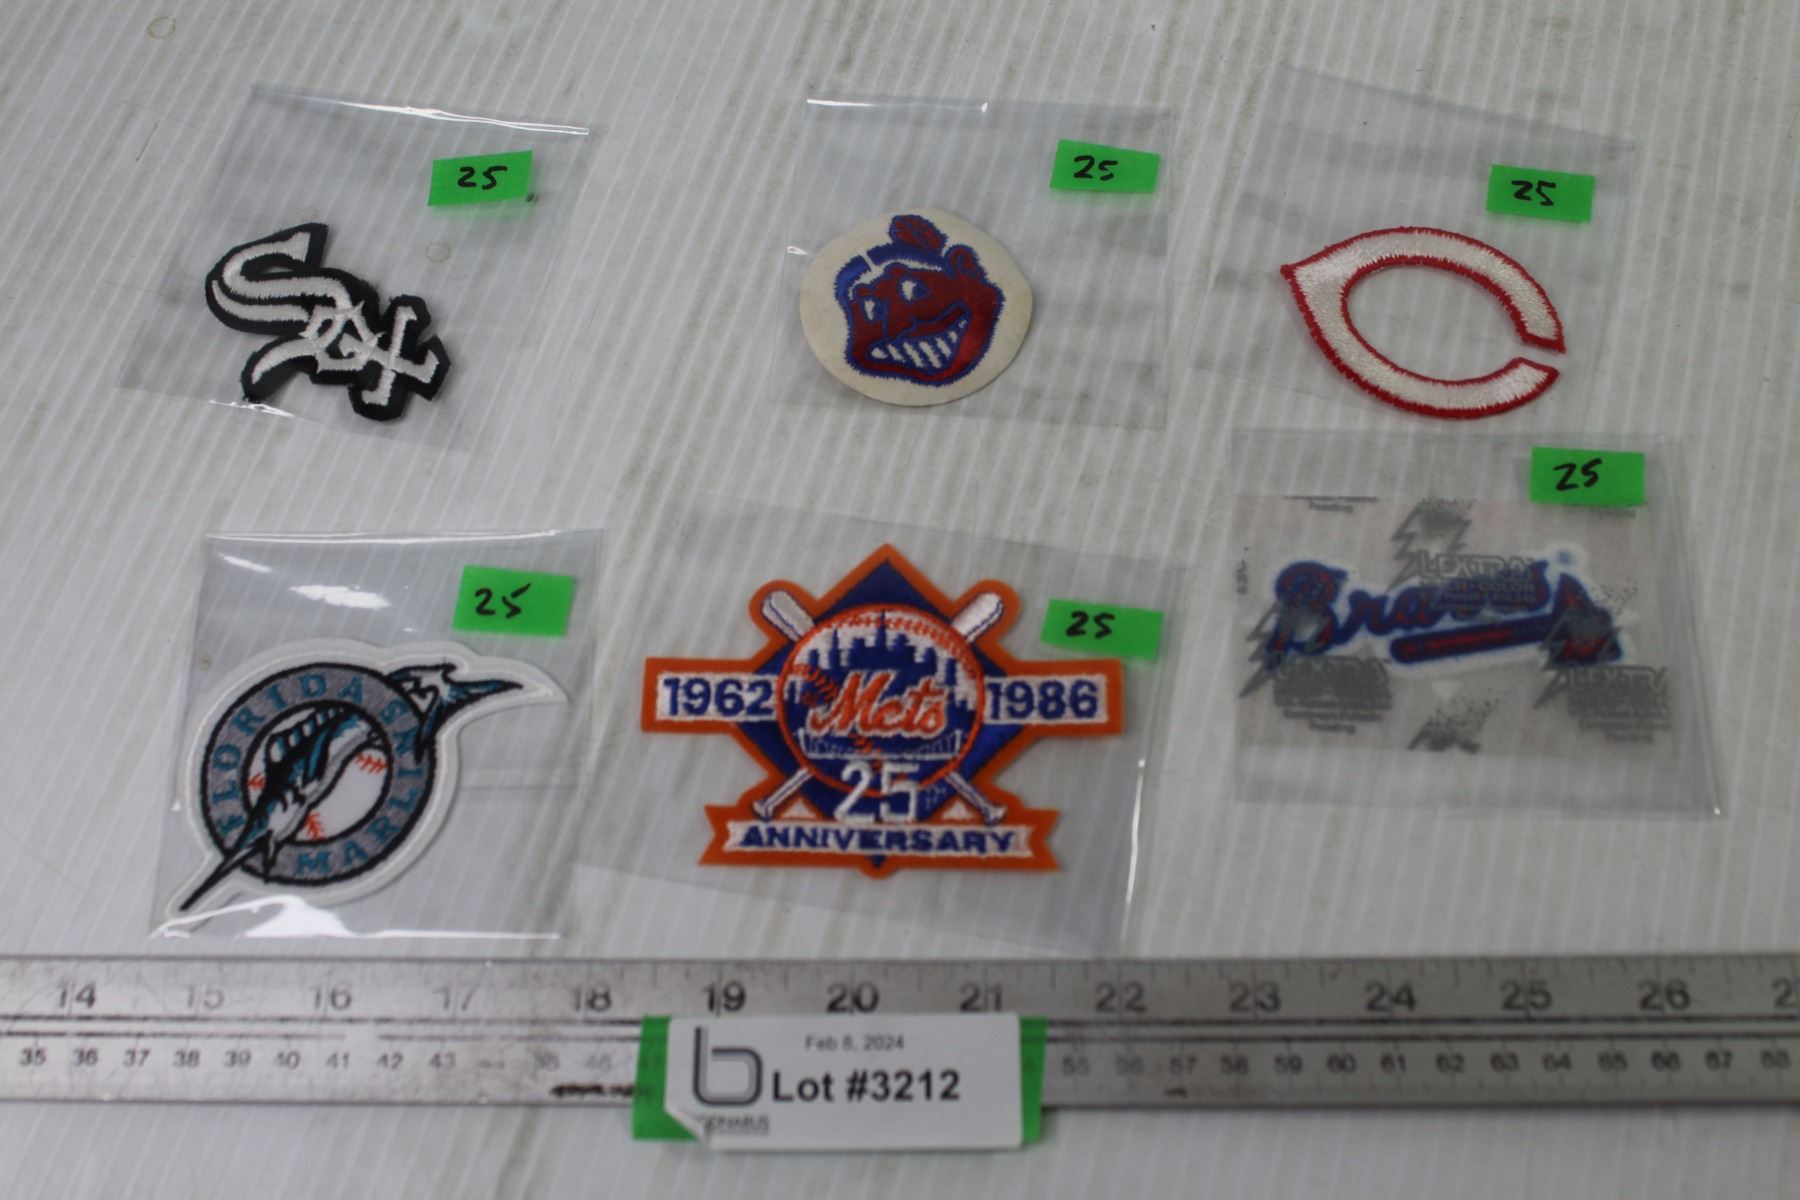 25
25
25
Sox
25
25
25
Braves
LEXTRA
FLORIDA
MARLINS
1962
Mets
1986
25
ANNIVERSARY
14 15 16 17 18 19 20 21 22 23 24 25 26
35 36 37 38 39 40 41 42 43
55 56 57 58 59 60 61 62 63 64 65 66 67 68
Feb 8, 2024
Lot #3212